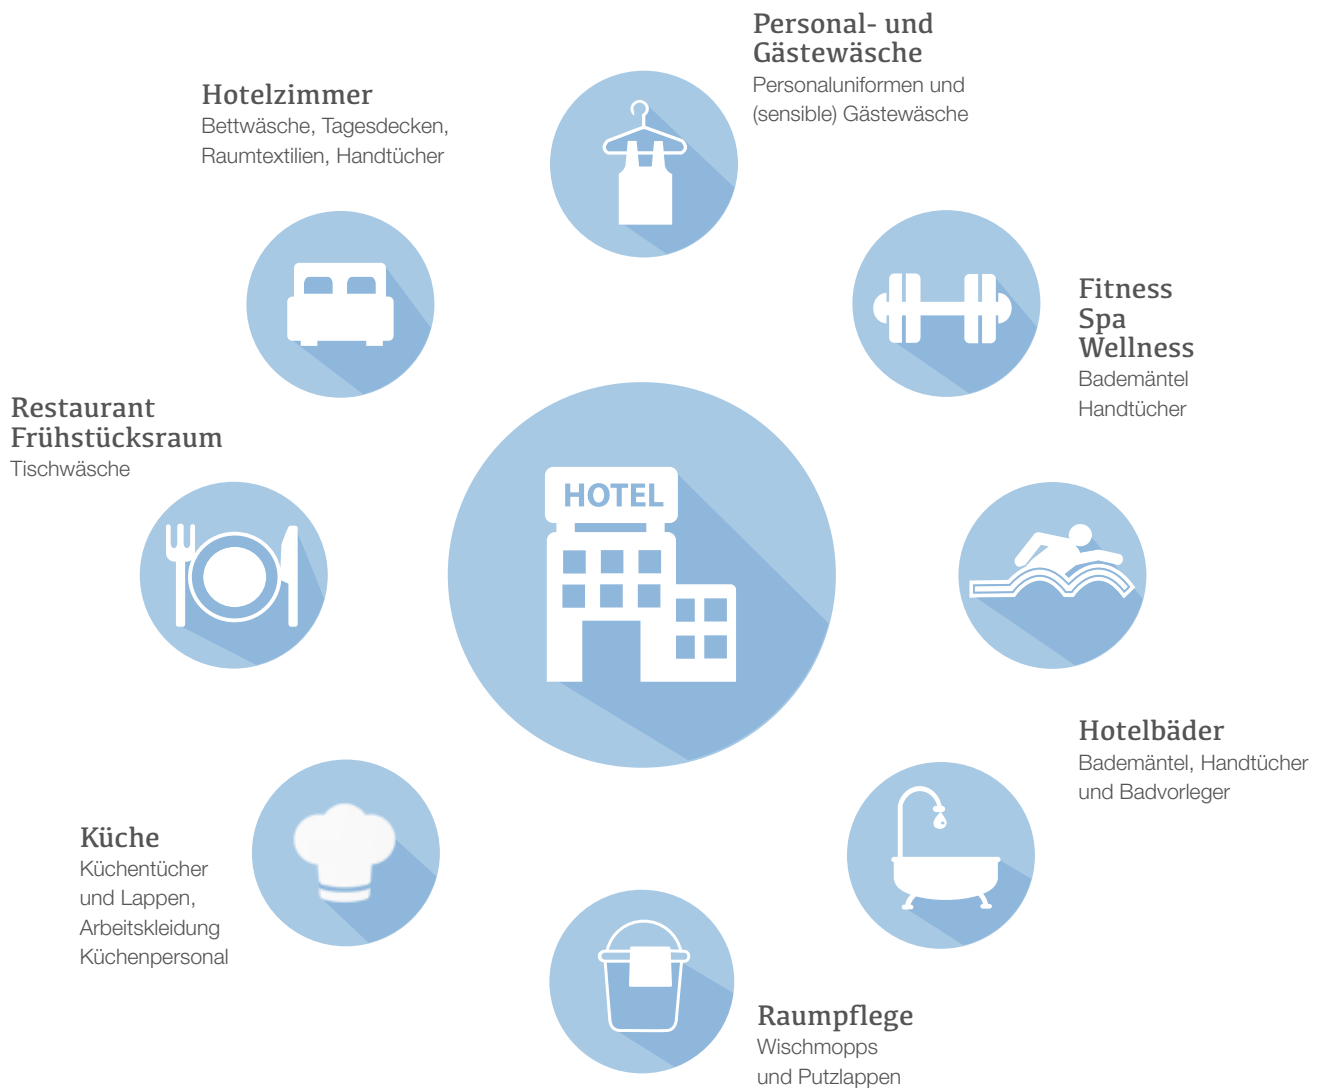 Personal- und
Gästewäsche
Personaluniformen und
(sensible) Gästewäsche
Hotelzimmer
Bettwäsche, Tagesdecken,
Raumtextilien, Handtücher
Fitness
Spa
Wellness
Bademäntel
Handtücher
Restaurant
Frühstücksraum
Tischwäsche
HOTEL
Hotelbäder
Bademäntel, Handtücher
und Badvorleger
Küche
Küchentücher
und Lappen,
Arbeitskleidung
Küchenpersonal
Raumpflege
Wischmopps
und Putzlappen